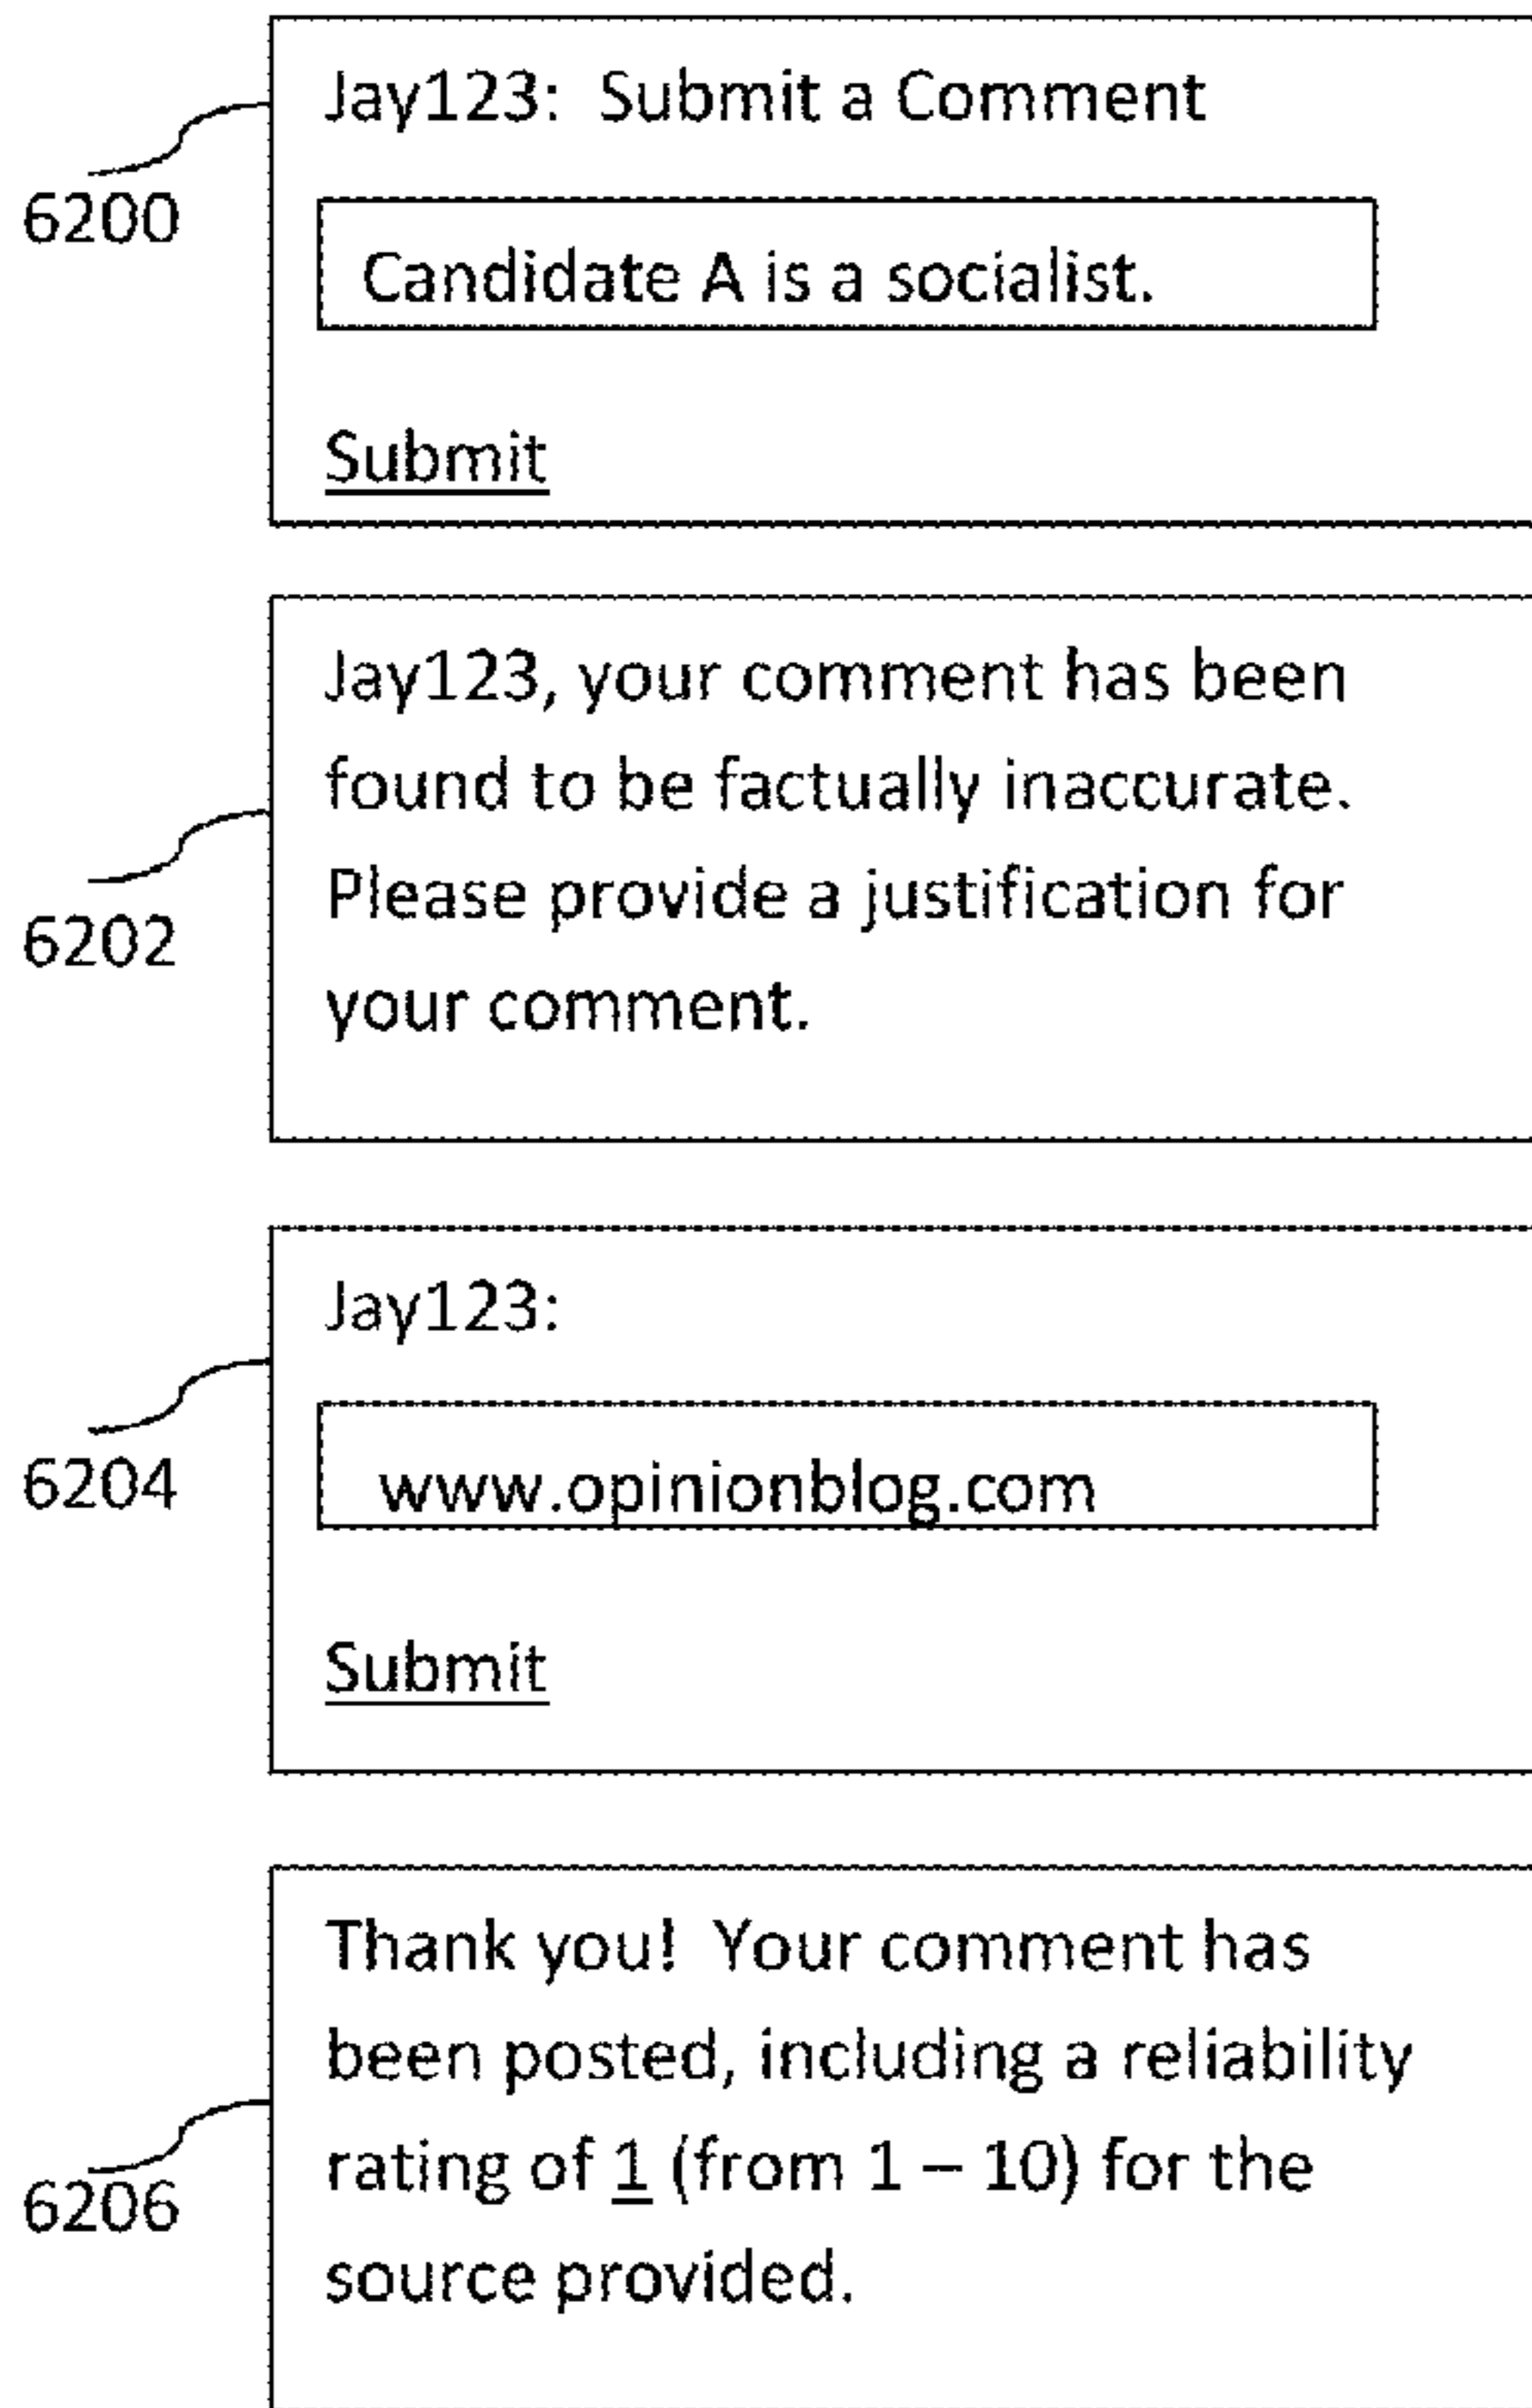 Jay123:  Submit a Comment
6200
Candidate A is a socialist.
Submit
Jay123, your comment has been
found to be factually inaccurate.
Please provide a justification for
6202
your comment.
Jay123:
6204
www.opinionblog.com
Submit
Thank you!  Your comment has
been posted, including a reliability
rating of 1 (from 1 – 10) for the
6206
source provided.